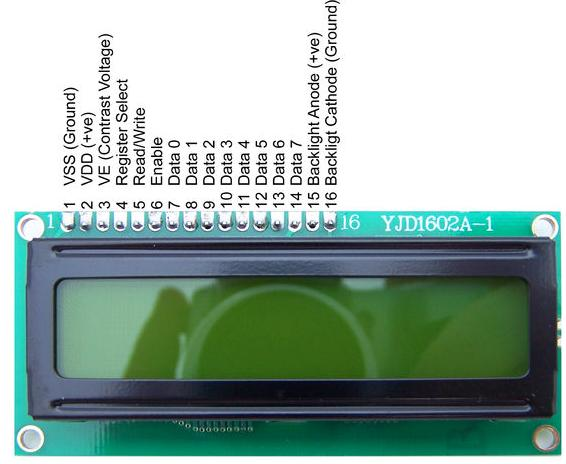 1 VSS (Ground)
2 VDD (+ve)
3 VE (Contrast Voltage)
4 Register Select
5 Read/Write
6 Enable
7 Data 0
8 Data 1
9 Data 2
10 Data 3
11 Data 4
12 Data 5
13 Data 6
14 Data 7
15 Backlight Anode (+ve)
16 Backligt Cathode (Ground)
1
16 YJD1602A-1